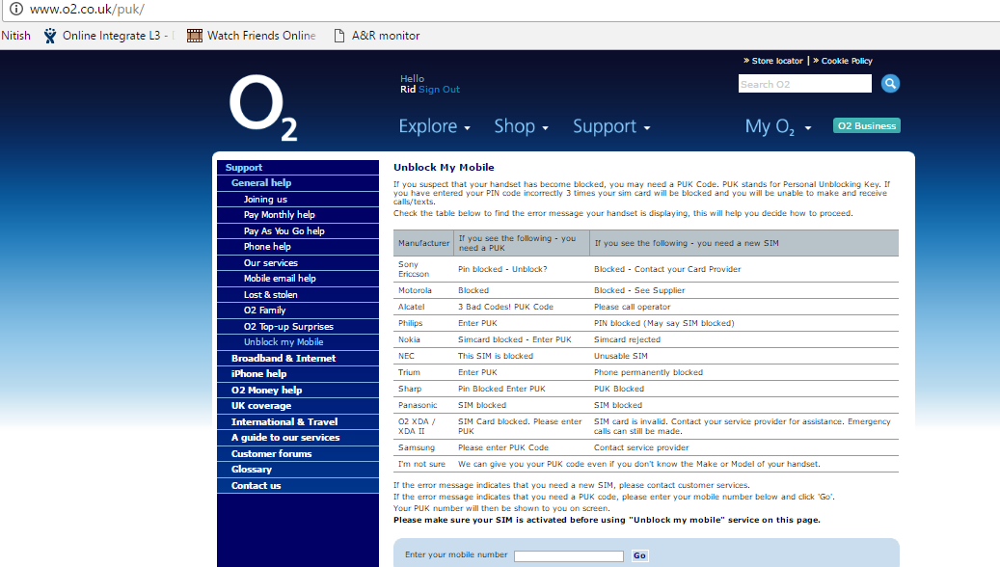 www.o2.co.uk/puk/
Nitish Online Integrate L3 - Watch Friends Online A&R monitor
» Store locator | » Cookie Policy
Hello
Rid Sign Out
Search O2
O2
Explore Shop Support My O2 O2 Business
Support
General help
Joining us
Pay Monthly help
Pay As You Go help
Phone help
Our services
Mobile email help
Lost & stolen
O2 Family
O2 Top-up Surprises
Unblock my Mobile
Broadband & Internet
iPhone help
O2 Money help
UK coverage
International & Travel
A guide to our services
Customer forums
Glossary
Contact us
Unblock My Mobile
If you suspect that your handset has become blocked, you may need a PUK Code. PUK stands for Personal Unblocking Key. If
you have entered your PIN code incorrectly 3 times your sim card will be blocked and you will be unable to make and receive
calls/texts.
Check the table below to find the error message your handset is displaying, this will help you decide how to proceed.
Manufacturer If you see the following - you need a PUK If you see the following - you need a new SIM
Sony Ericcson Pin blocked - Unblock? Blocked - Contact your Card Provider
Motorola Blocked Blocked - See Supplier
Alcatel 3 Bad Codes! PUK Code Please call operator
Philips Enter PUK PIN blocked (May say SIM blocked)
Nokia Simcard blocked - Enter PUK Simcard rejected
NEC This SIM is blocked Unusable SIM
Trium Enter PUK Phone permanently blocked
Sharp Pin Blocked Enter PUK PUK Blocked
Panasonic SIM blocked SIM blocked
O2 XDA / XDA II SIM Card blocked. Please enter PUK SIM card is invalid. Contact your service provider for assistance. Emergency calls can still be made.
Samsung Please enter PUK Code Contact service provider
I'm not sure We can give you your PUK code even if you don't know the Make or Model of your handset.
If the error message indicates that you need a new SIM, please contact customer services.
If the error message indicates that you need a PUK code, please enter your mobile number below and click 'Go'.
Your PUK number will then be shown to you on screen.
Please make sure your SIM is activated before using "Unblock my mobile" service on this page.
Enter your mobile number Go